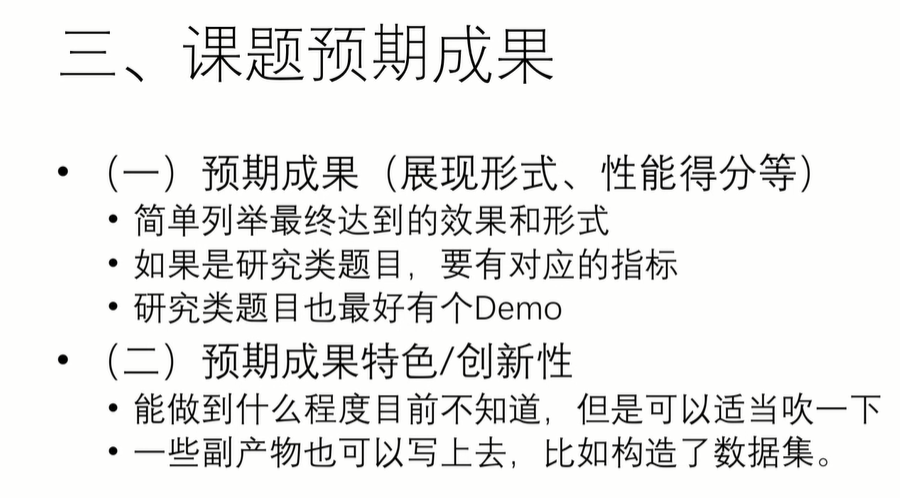 三、课题预期成果
• （一）预期成果（展现形式、性能得分等）
• 简单列举最终达到的效果和形式
• 如果是研究类题目，要有对应的指标
• 研究类题目也最好有个Demo
• （二）预期成果特色/创新性
• 能做到什么程度目前不知道，但是可以适当吹一下
• 一些副产物也可以写上去，比如构造了数据集。